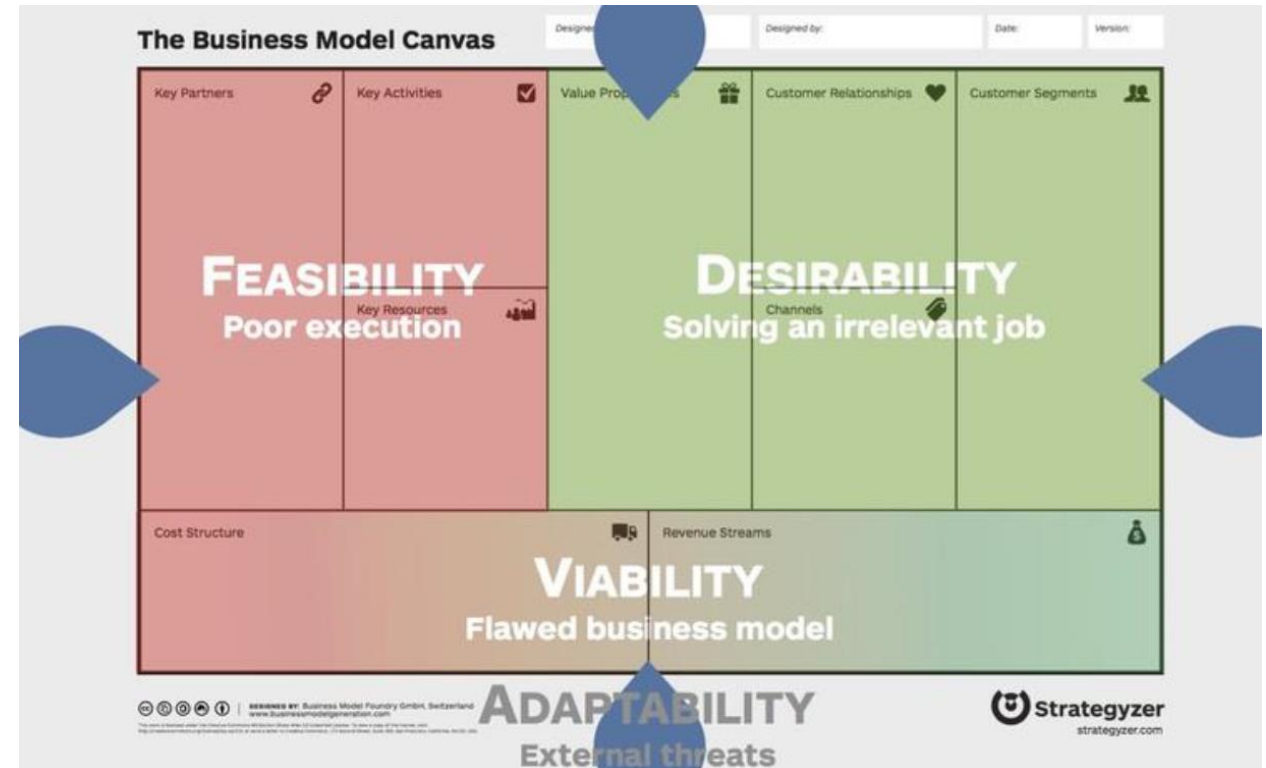 The Business Model Canvas
Designed by:
Date:
Version:
Key Partners
Key Activities
Value
Customer Relationships
Customer Segments
FEASIBILITY
Poor execution
Key Resources
DESIRABILITY
Solving an irrelevant job
Channels
Cost Structure
Revenue Streams
VIABILITY
Flawed business model
ADAPTABILITY
External threats
DESIGNED BY: Business Model Foundry GmbH, Switzerland
www.businessmodelgeneration.com
Strategyzer
strategyzer.com